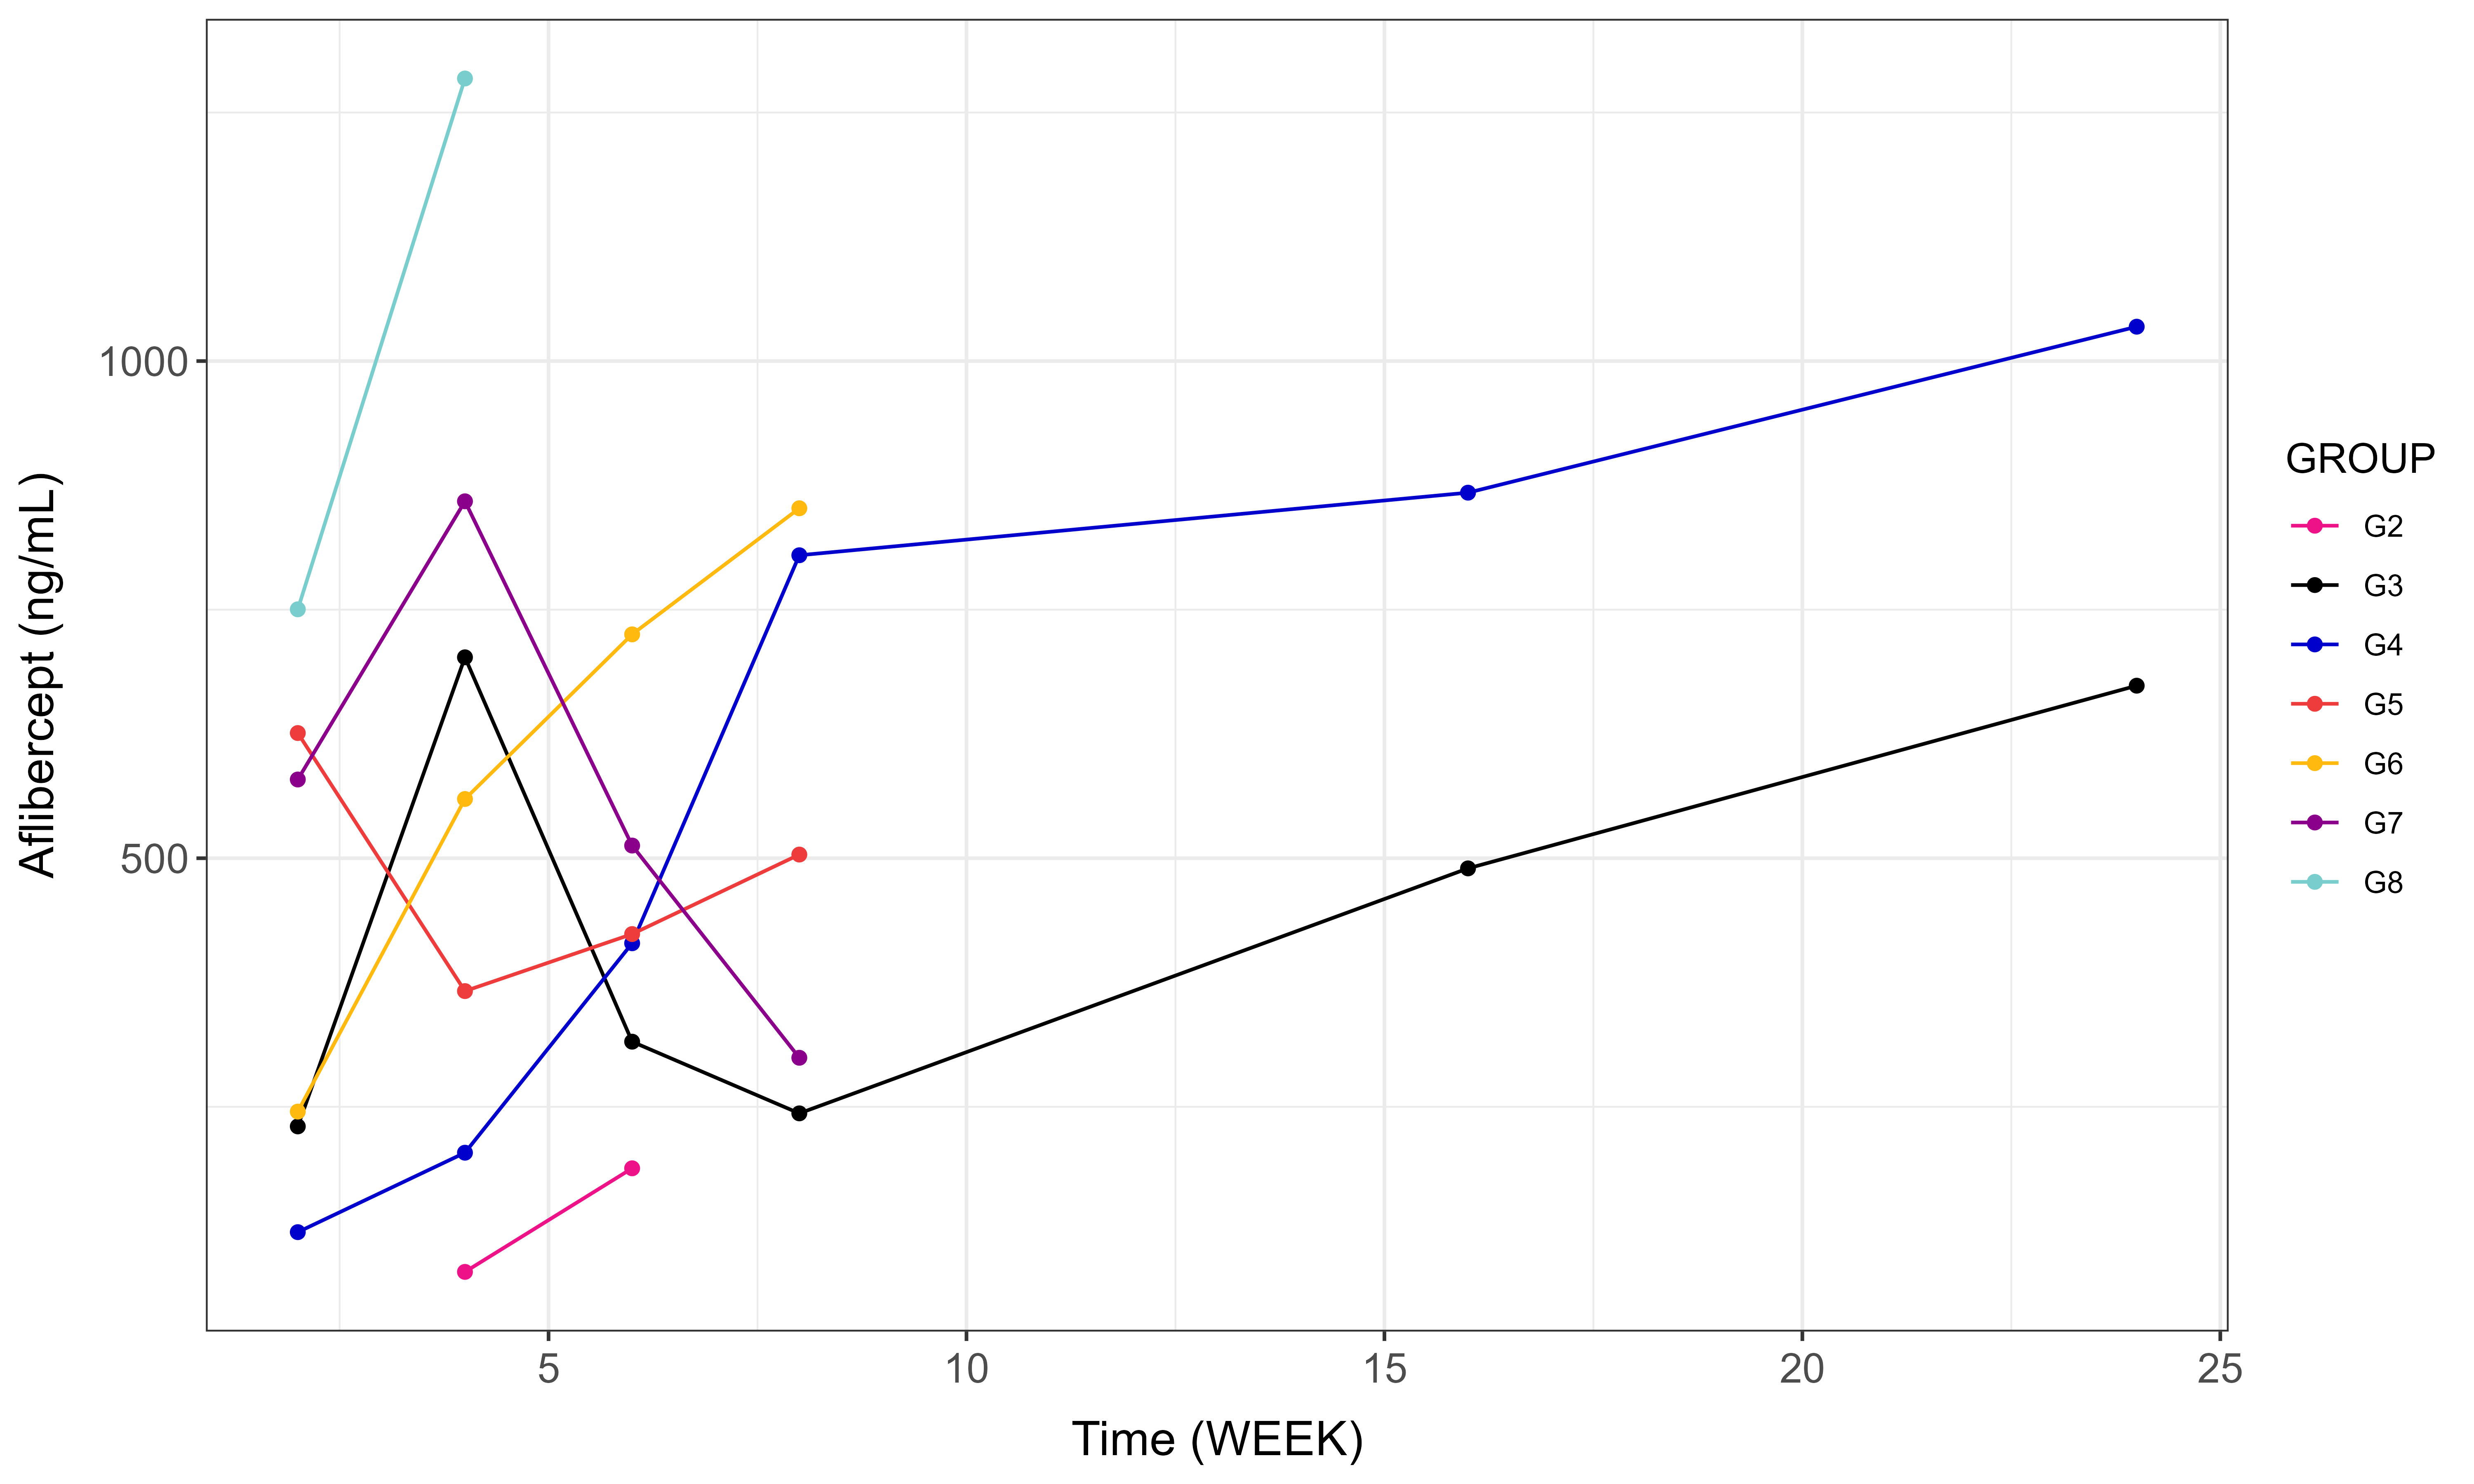 Aflibercept (ng/mL)
1000
500
5
10
15
20
25
Time (WEEK)
GROUP
G2
G3
G4
G5
G6
G7
G8